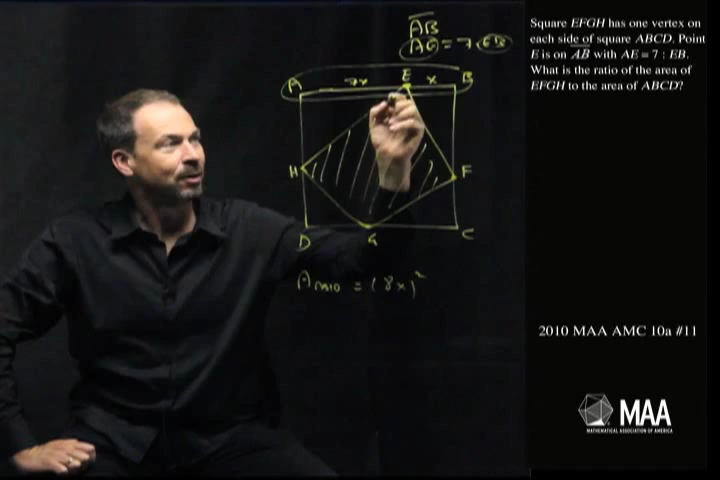 AB
AE = 7 EB
A 7x E x B
H F
D G C
A ABCD = (8x)²
Square EFGH has one vertex on
each side of square ABCD. Point
E is on AB with AE = 7 : EB.
What is the ratio of the area of
EFGH to the area of ABCD?
2010 MAA AMC 10a #11
MAA
MATHEMATICAL ASSOCIATION OF AMERICA